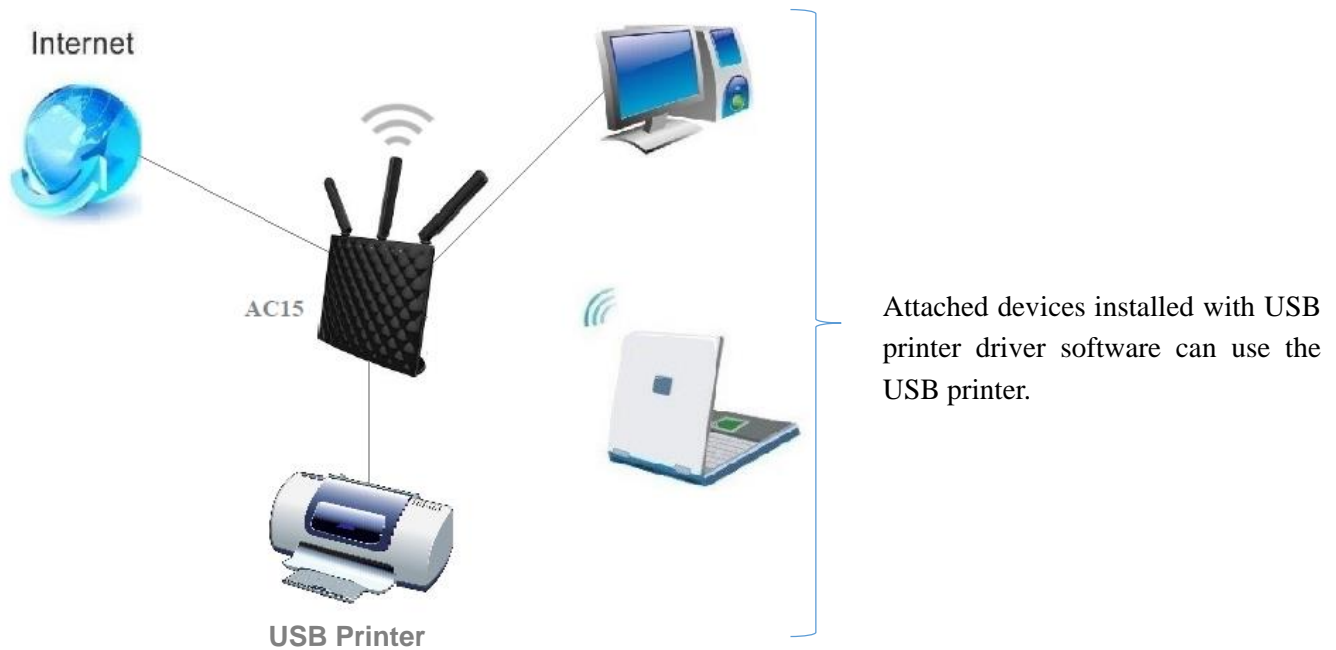 Internet
AC15
Attached devices installed with USB
printer driver software can use the
USB printer.
USB Printer